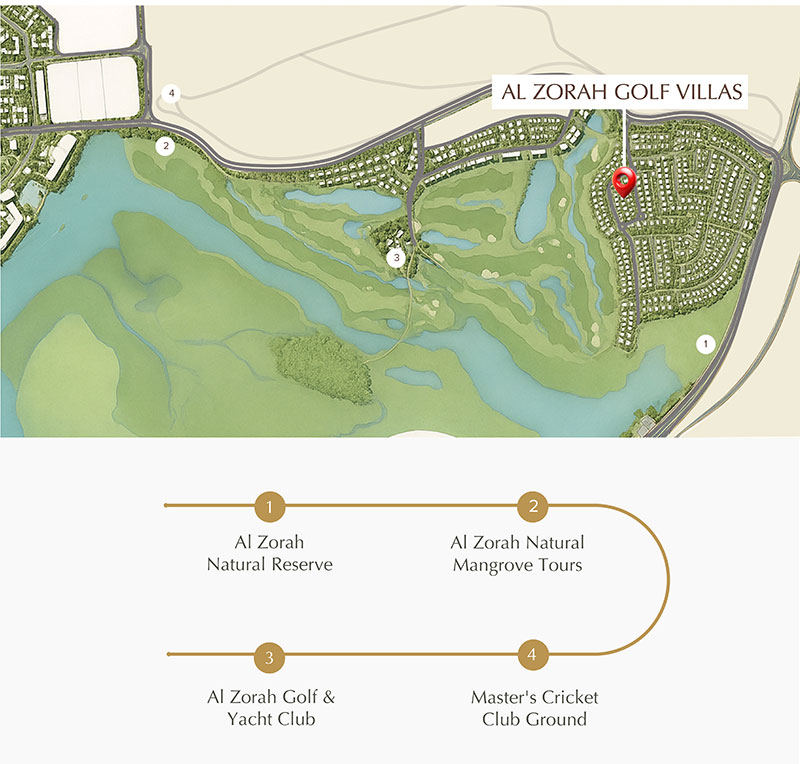 AL ZORAH GOLF VILLAS
4
2
3
1
1
2
Al Zorah
Natural Reserve
Al Zorah Natural
Mangrove Tours
3
4
Al Zorah Golf &
Yacht Club
Master's Cricket
Club Ground